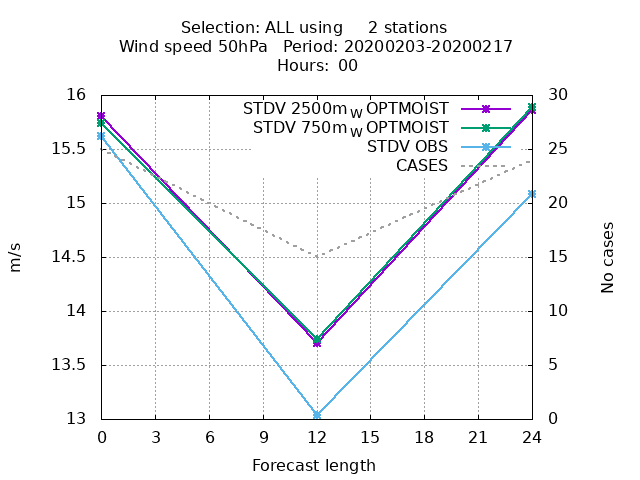 Selection: ALL using     2 stations
Wind speed 50hPa   Period: 20200203-20200217
Hours:  00
STDV 2500m_W OPTMOIST
STDV 750m_W OPTMOIST
STDV OBS
CASES
16
15.5
15
14.5
14
13.5
13
30
25
20
15
10
5
0
m/s
No cases
0 3 6 9 12 15 18 21 24
Forecast length